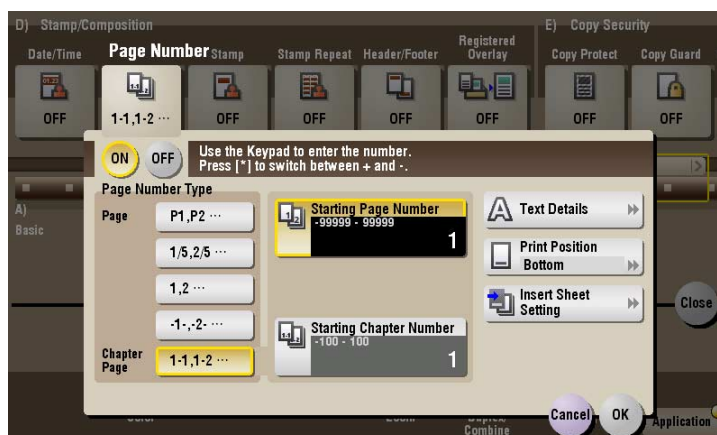 D) Stamp/Composition
E) Copy Security
Date/Time
Page Number
Stamp
Stamp Repeat
Header/Footer
Registered
Overlay
Copy Protect
Copy Guard
OFF
1-1,1-2 ···
OFF
OFF
OFF
OFF
OFF
OFF
ON
OFF
Use the Keypad to enter the number.
Press [*] to switch between + and -.
A)
Basic
Page Number Type
Page
P1,P2 ···
1/5,2/5 ···
1,2 ···
-1-,-2- ···
Chapter
Page
1-1,1-2 ···
Starting Page Number
-99999 - 99999
1
Starting Chapter Number
-100 - 100
1
Text Details
Print Position
Bottom
Insert Sheet
Setting
Close
Cancel
OK
Combine
Application